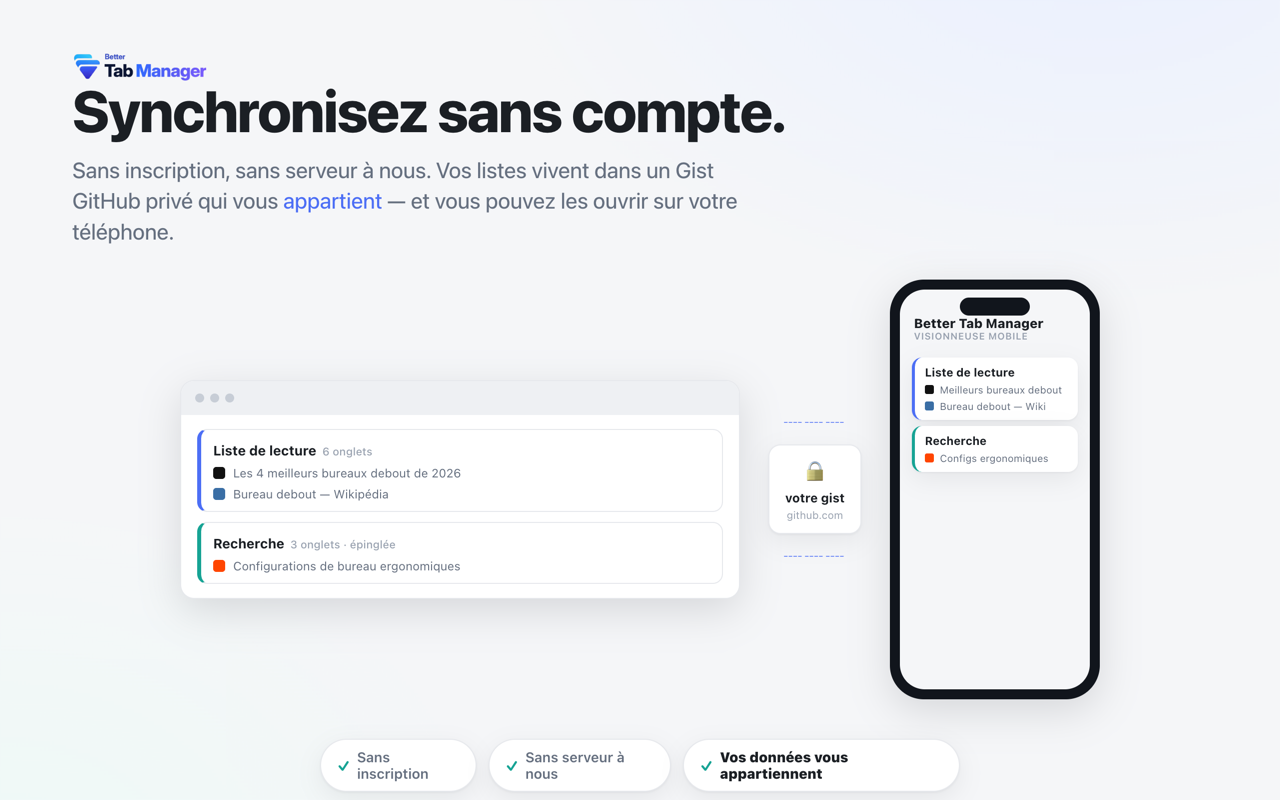 Better
Tab Manager
Synchronisez sans compte.
Sans inscription, sans serveur à nous. Vos listes vivent dans un Gist
GitHub privé qui vous appartient — et vous pouvez les ouvrir sur votre
téléphone.
Liste de lecture 6 onglets
Les 4 meilleurs bureaux debout de 2026
Bureau debout — Wikipédia
Recherche 3 onglets · épinglée
Configurations de bureau ergonomiques
votre gist
github.com
Better Tab Manager
VISIONNEUSE MOBILE
Liste de lecture
Meilleurs bureaux debout
Bureau debout — Wiki
Recherche
Configs ergonomiques
Sans
inscription
Sans serveur à
nous
Vos données vous
appartiennent